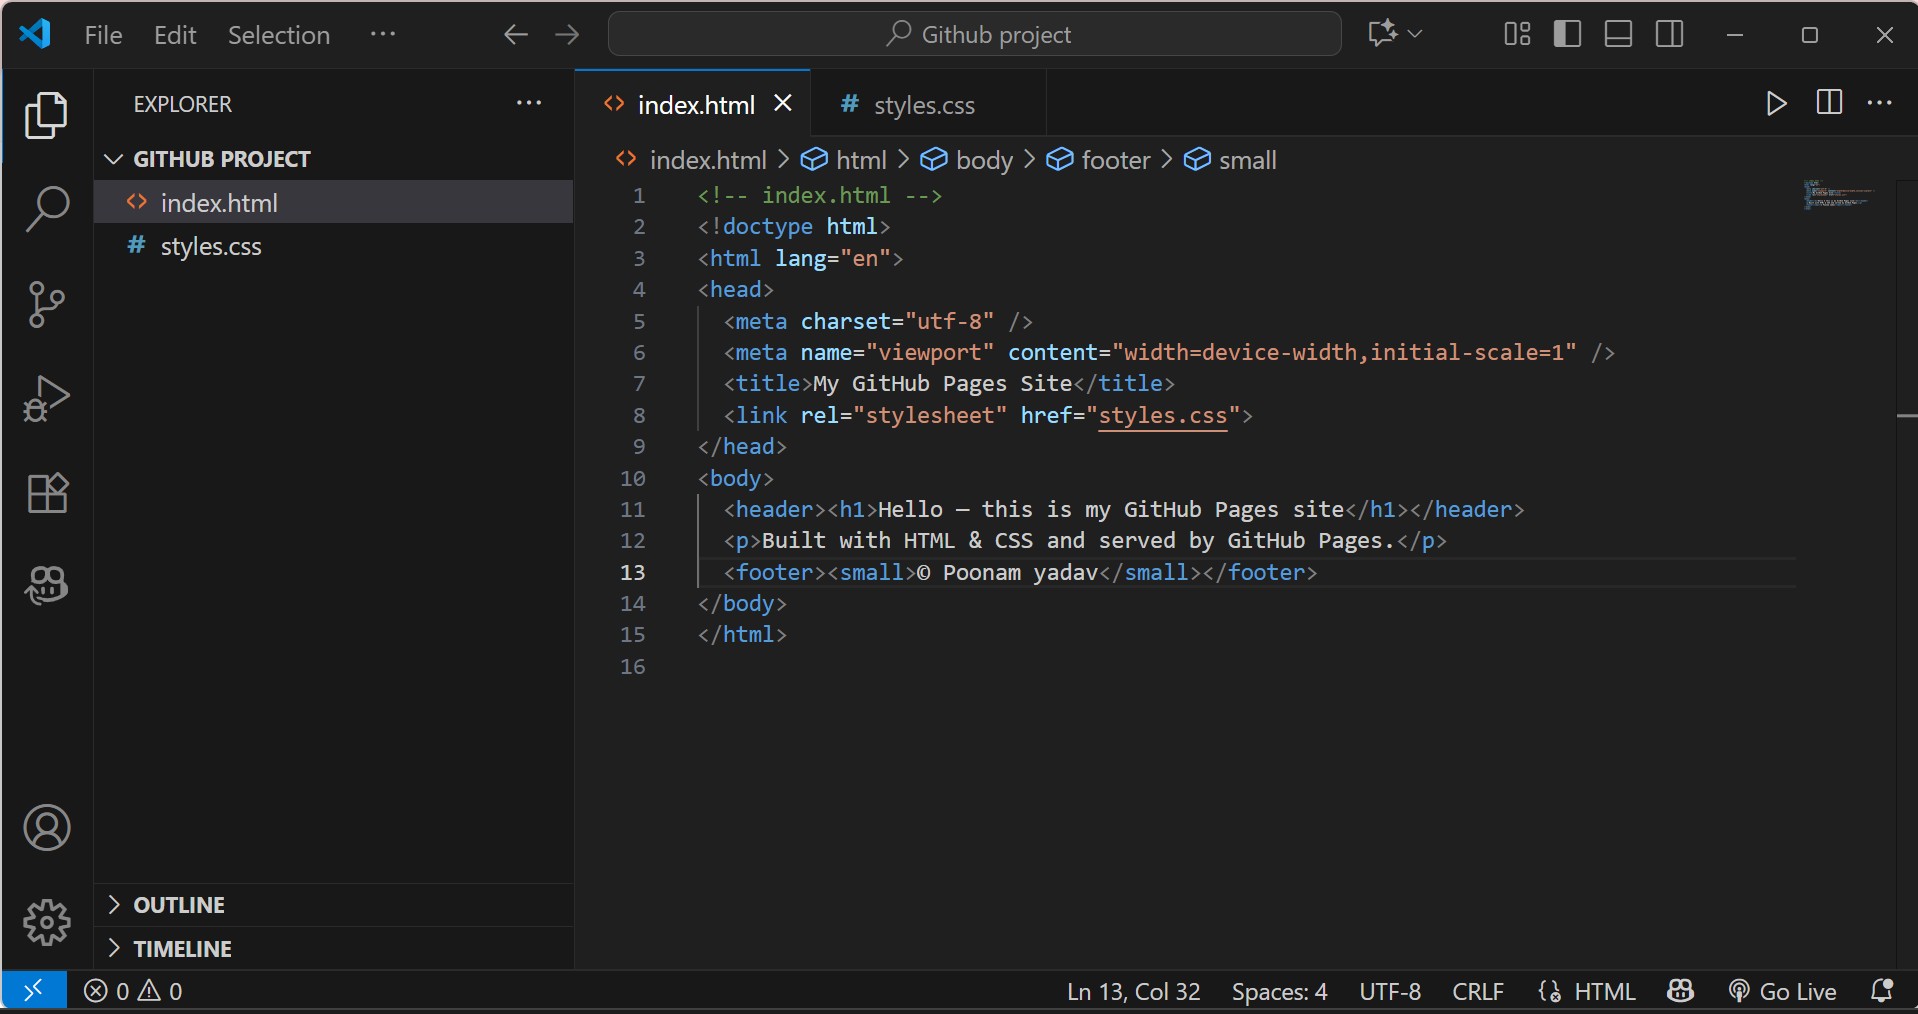 File Edit Selection ··· Github project
EXPLORER ···
GITHUB PROJECT
index.html
styles.css
OUTLINE
TIMELINE
index.html styles.css ···
index.html > html > body > footer > small
1 <!-- index.html -->
2 <!doctype html>
3 <html lang="en">
4 <head>
5 <meta charset="utf-8" />
6 <meta name="viewport" content="width=device-width,initial-scale=1" />
7 <title>My GitHub Pages Site</title>
8 <link rel="stylesheet" href="styles.css">
9 </head>
10 <body>
11 <header><h1>Hello — this is my GitHub Pages site</h1></header>
12 <p>Built with HTML & CSS and served by GitHub Pages.</p>
13 <footer><small>© Poonam yadav</small></footer>
14 </body>
15 </html>
16
0 0 Ln 13, Col 32 Spaces: 4 UTF-8 CRLF HTML Go Live